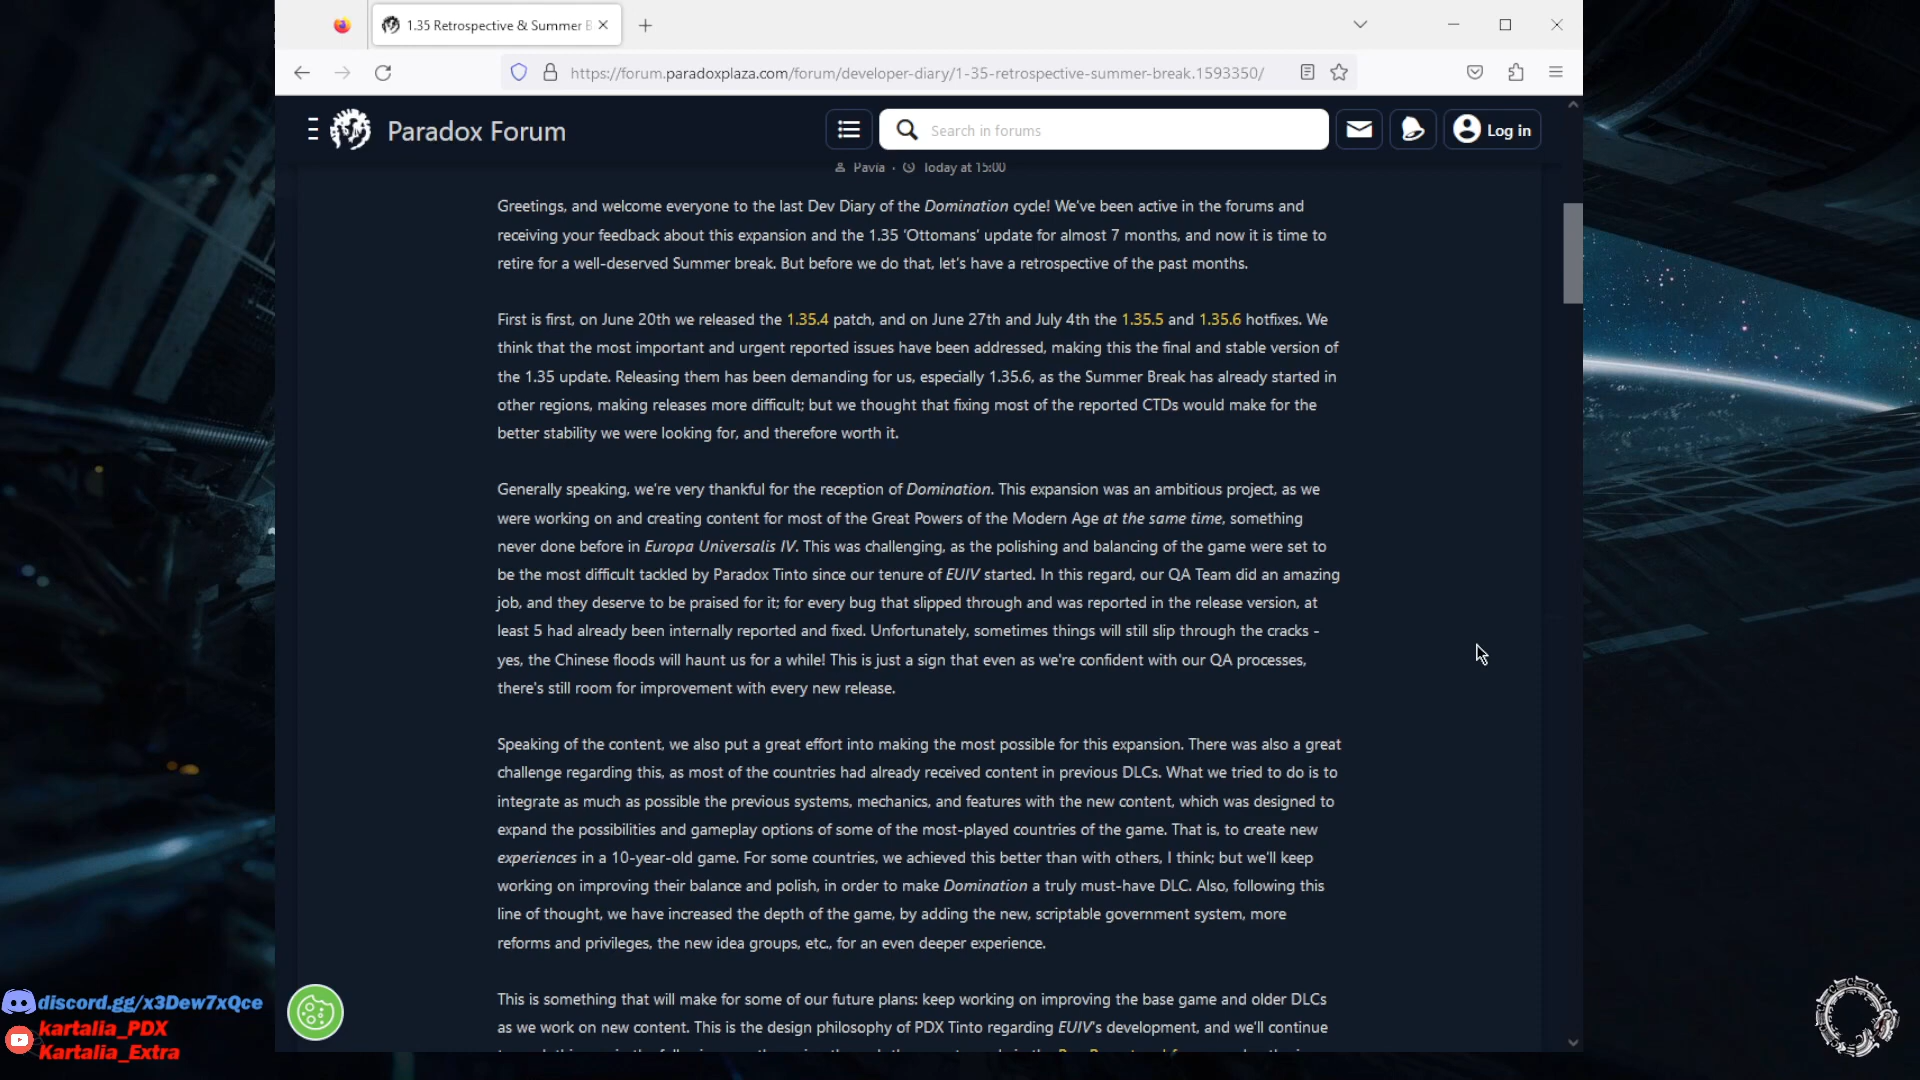 1.35 Retrospective & Summer B
https://forum.paradoxplaza.com/forum/developer-diary/1-35-retrospective-summer-break.1593350/
Paradox Forum
Search in forums
Log in
Pavía · Today at 15:00
Greetings, and welcome everyone to the last Dev Diary of the Domination cycle! We've been active in the forums and
receiving your feedback about this expansion and the 1.35 'Ottomans' update for almost 7 months, and now it is time to
retire for a well-deserved Summer break. But before we do that, let's have a retrospective of the past months.
First is first, on June 20th we released the 1.35.4 patch, and on June 27th and July 4th the 1.35.5 and 1.35.6 hotfixes. We
think that the most important and urgent reported issues have been addressed, making this the final and stable version of
the 1.35 update. Releasing them has been demanding for us, especially 1.35.6, as the Summer Break has already started in
other regions, making releases more difficult; but we thought that fixing most of the reported CTDs would make for the
better stability we were looking for, and therefore worth it.
Generally speaking, we're very thankful for the reception of Domination. This expansion was an ambitious project, as we
were working on and creating content for most of the Great Powers of the Modern Age at the same time, something
never done before in Europa Universalis IV. This was challenging, as the polishing and balancing of the game were set to
be the most difficult tackled by Paradox Tinto since our tenure of EUIV started. In this regard, our QA Team did an amazing
job, and they deserve to be praised for it; for every bug that slipped through and was reported in the release version, at
least 5 had already been internally reported and fixed. Unfortunately, sometimes things will still slip through the cracks -
yes, the Chinese floods will haunt us for a while! This is just a sign that even as we're confident with our QA processes,
there's still room for improvement with every new release.
Speaking of the content, we also put a great effort into making the most possible for this expansion. There was also a great
challenge regarding this, as most of the countries had already received content in previous DLCs. What we tried to do is to
integrate as much as possible the previous systems, mechanics, and features with the new content, which was designed to
expand the possibilities and gameplay options of some of the most-played countries of the game. That is, to create new
experiences in a 10-year-old game. For some countries, we achieved this better than with others, I think; but we'll keep
working on improving their balance and polish, in order to make Domination a truly must-have DLC. Also, following this
line of thought, we have increased the depth of the game, by adding the new, scriptable government system, more
reforms and privileges, the new idea groups, etc., for an even deeper experience.
This is something that will make for some of our future plans: keep working on improving the base game and older DLCs
as we work on new content. This is the design philosophy of PDX Tinto regarding EUIV's development, and we'll continue
discord.gg/x3Dew7xQce
kartalia_PDX
Kartalia_Extra